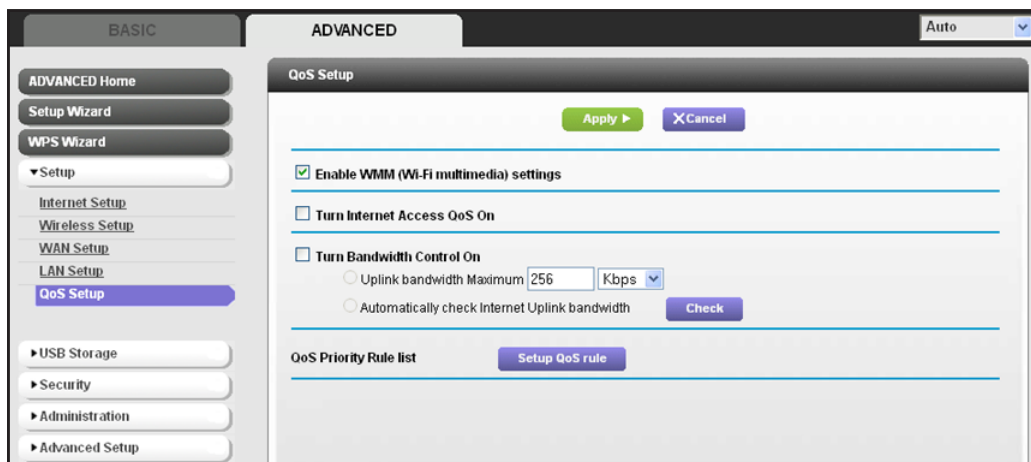 BASIC
ADVANCED
Auto
ADVANCED Home
Setup Wizard
WPS Wizard
▼Setup
Internet Setup
Wireless Setup
WAN Setup
LAN Setup
QoS Setup
▶USB Storage
▶Security
▶Administration
▶Advanced Setup
QoS Setup
Apply ▶
X Cancel
Enable WMM (Wi-Fi multimedia) settings
Turn Internet Access QoS On
Turn Bandwidth Control On
Uplink bandwidth Maximum 256 Kbps
Automatically check Internet Uplink bandwidth Check
QoS Priority Rule list Setup QoS rule